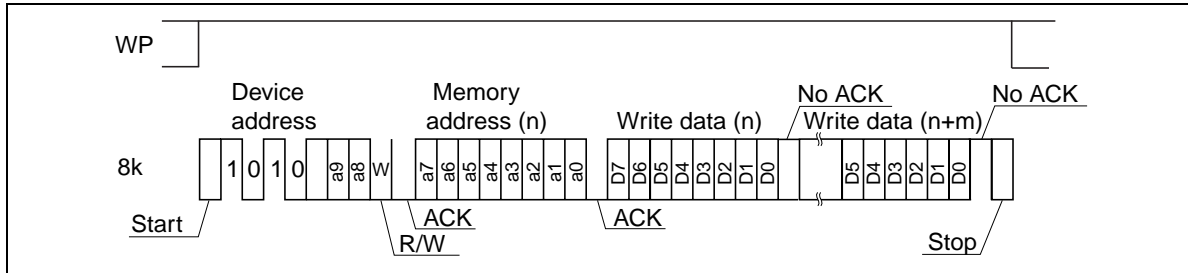 WP
Device
address
Memory
address (n)
Write data (n)
No ACK
Write data (n+m)
No ACK
8k
1 0 1 0 a9 a8 W a7 a6 a5 a4 a3 a2 a1 a0 D7 D6 D5 D4 D3 D2 D1 D0 D5 D4 D3 D2 D1 D0
Start
R/W
ACK
ACK
Stop